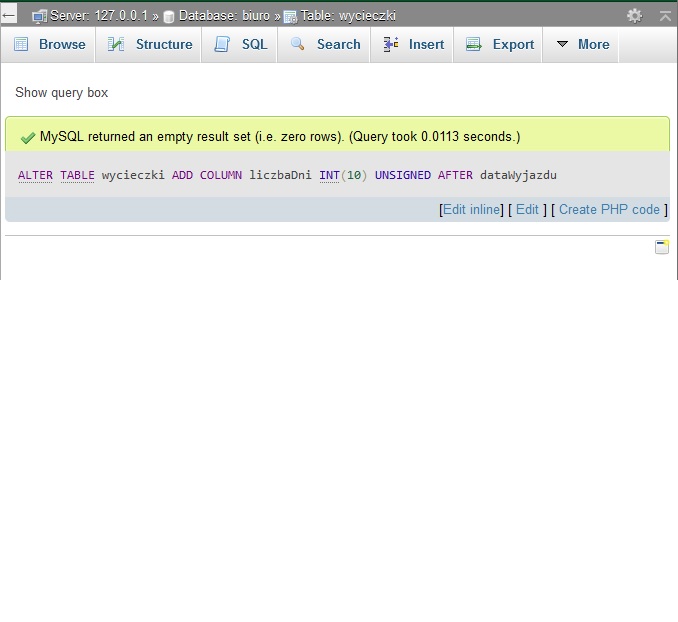 Server: 127.0.0.1 » Database: biuro » Table: wycieczki
Browse Structure SQL Search Insert Export More
Show query box
MySQL returned an empty result set (i.e. zero rows). (Query took 0.0113 seconds.)
ALTER TABLE wycieczki ADD COLUMN liczbaDni INT(10) UNSIGNED AFTER dataWyjazdu
[Edit inline] [ Edit ] [ Create PHP code ]